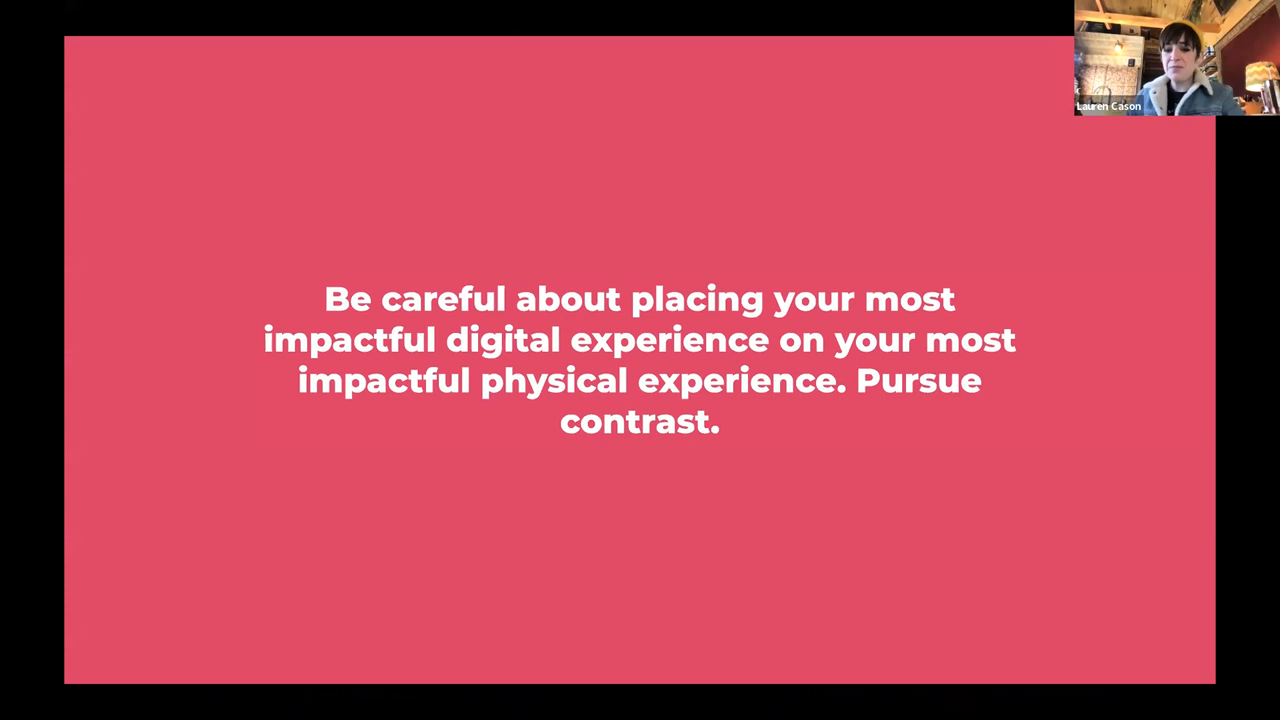 Lauren Cason
Be careful about placing your most
impactful digital experience on your most
impactful physical experience. Pursue
contrast.